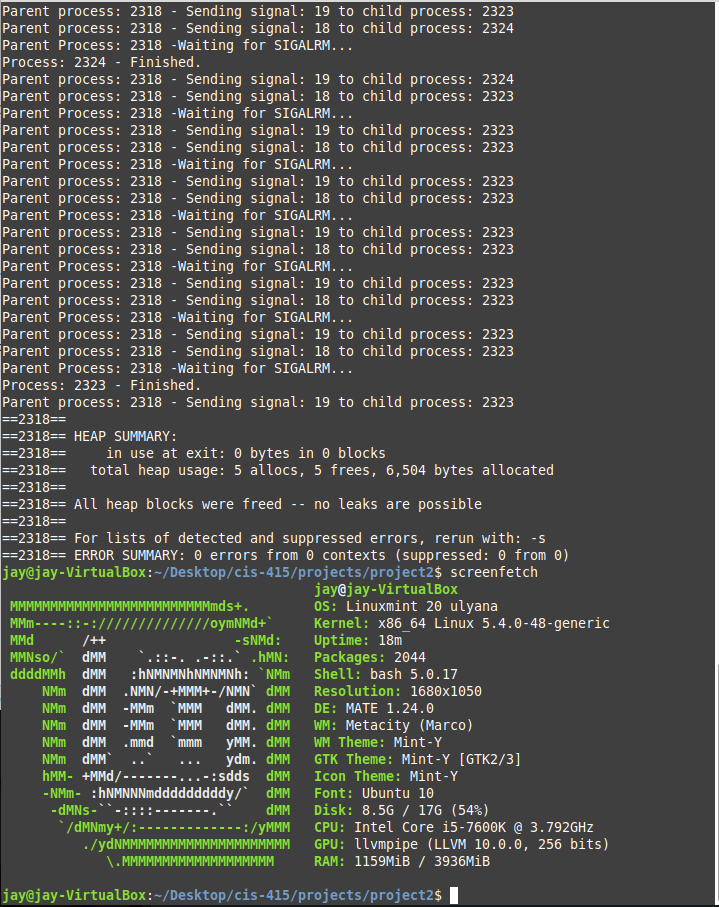 Parent process: 2318 - Sending signal: 19 to child process: 2323
Parent process: 2318 - Sending signal: 18 to child process: 2324
Parent Process: 2318 -Waiting for SIGALRM...
Process: 2324 - Finished.
Parent process: 2318 - Sending signal: 19 to child process: 2324
Parent process: 2318 - Sending signal: 18 to child process: 2323
Parent Process: 2318 -Waiting for SIGALRM...
Parent process: 2318 - Sending signal: 19 to child process: 2323
Parent process: 2318 - Sending signal: 18 to child process: 2323
Parent Process: 2318 -Waiting for SIGALRM...
Parent process: 2318 - Sending signal: 19 to child process: 2323
Parent process: 2318 - Sending signal: 18 to child process: 2323
Parent Process: 2318 -Waiting for SIGALRM...
Parent process: 2318 - Sending signal: 19 to child process: 2323
Parent process: 2318 - Sending signal: 18 to child process: 2323
Parent Process: 2318 -Waiting for SIGALRM...
Parent process: 2318 - Sending signal: 19 to child process: 2323
Parent process: 2318 - Sending signal: 18 to child process: 2323
Parent Process: 2318 -Waiting for SIGALRM...
Parent process: 2318 - Sending signal: 19 to child process: 2323
Parent process: 2318 - Sending signal: 18 to child process: 2323
Parent Process: 2318 -Waiting for SIGALRM...
Process: 2323 - Finished.
Parent process: 2318 - Sending signal: 19 to child process: 2323
==2318==
==2318== HEAP SUMMARY:
==2318==     in use at exit: 0 bytes in 0 blocks
==2318==   total heap usage: 5 allocs, 5 frees, 6,504 bytes allocated
==2318==
==2318== All heap blocks were freed -- no leaks are possible
==2318==
==2318== For lists of detected and suppressed errors, rerun with: -s
==2318== ERROR SUMMARY: 0 errors from 0 contexts (suppressed: 0 from 0)
jay@jay-VirtualBox:~/Desktop/cis-415/projects/project2$ screenfetch
                                       jay@jay-VirtualBox
 MMMMMMMMMMMMMMMMMMMMMMMMMmds+.        OS: Linuxmint 20 ulyana
 MMm----::-://////////////oymNMd+`     Kernel: x86_64 Linux 5.4.0-48-generic
 MMd      /++                -sNMd:    Uptime: 18m
 MMNso/`  dMM    `.::-. .-::.` .hMN:   Packages: 2044
 ddddMMh  dMM   :hNMNMNhNMNMNh: `NMm   Shell: bash 5.0.17
     NMm  dMM  .NMN/-+MMM+-/NMN` dMM   Resolution: 1680x1050
     NMm  dMM  -MMm  `MMM   dMM. dMM   DE: MATE 1.24.0
     NMm  dMM  -MMm  `MMM   dMM. dMM   WM: Metacity (Marco)
     NMm  dMM  .mmd  `mmm   yMM. dMM   WM Theme: Mint-Y
     NMm  dMM`  ..`   ...   ydm. dMM   GTK Theme: Mint-Y [GTK2/3]
     hMM- +MMd/-------...-:sdds  dMM   Icon Theme: Mint-Y
     -NMm- :hNMNNNmdddddddddy/`  dMM   Font: Ubuntu 10
      -dMNs-``-::::-------.``    dMM   Disk: 8.5G / 17G (54%)
       `/dMNmy+/:-------------:/yMMM   CPU: Intel Core i5-7600K @ 3.792GHz
          ./ydNMMMMMMMMMMMMMMMMMMMMM   GPU: llvmpipe (LLVM 10.0.0, 256 bits)
             \.MMMMMMMMMMMMMMMMMMM     RAM: 1159MiB / 3936MiB
jay@jay-VirtualBox:~/Desktop/cis-415/projects/project2$